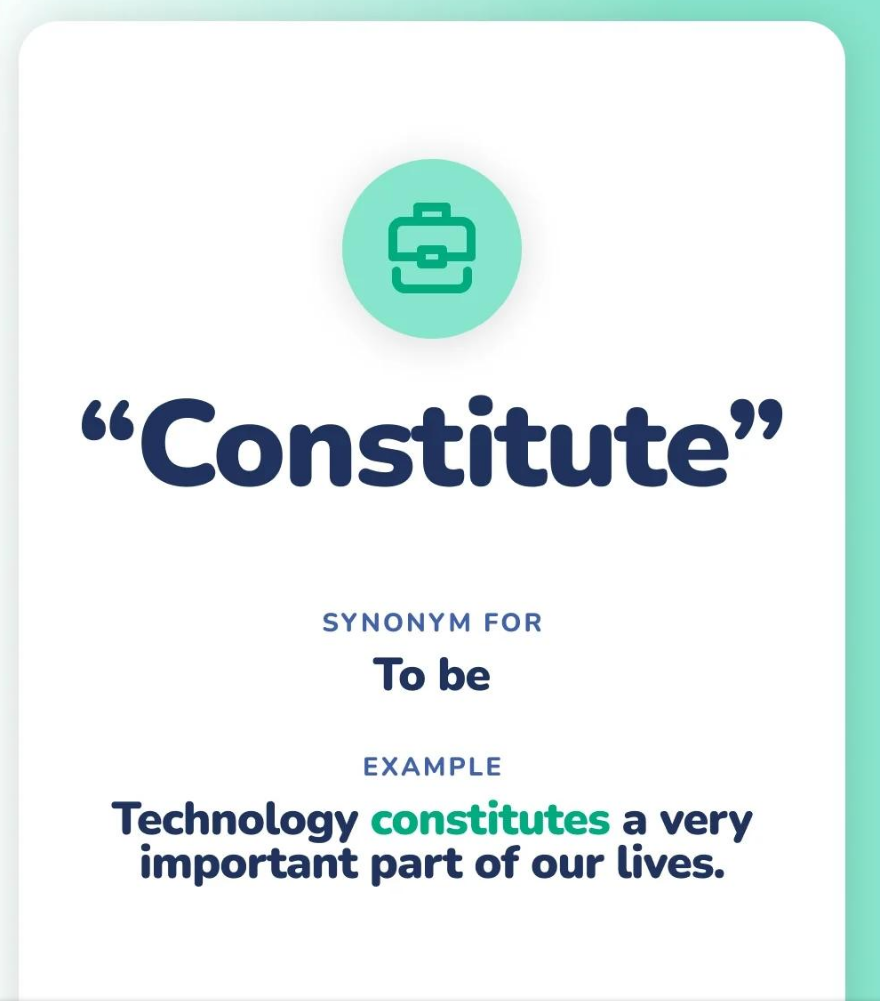 “Constitute”
SYNONYM FOR
To be
EXAMPLE
Technology constitutes a very
important part of our lives.